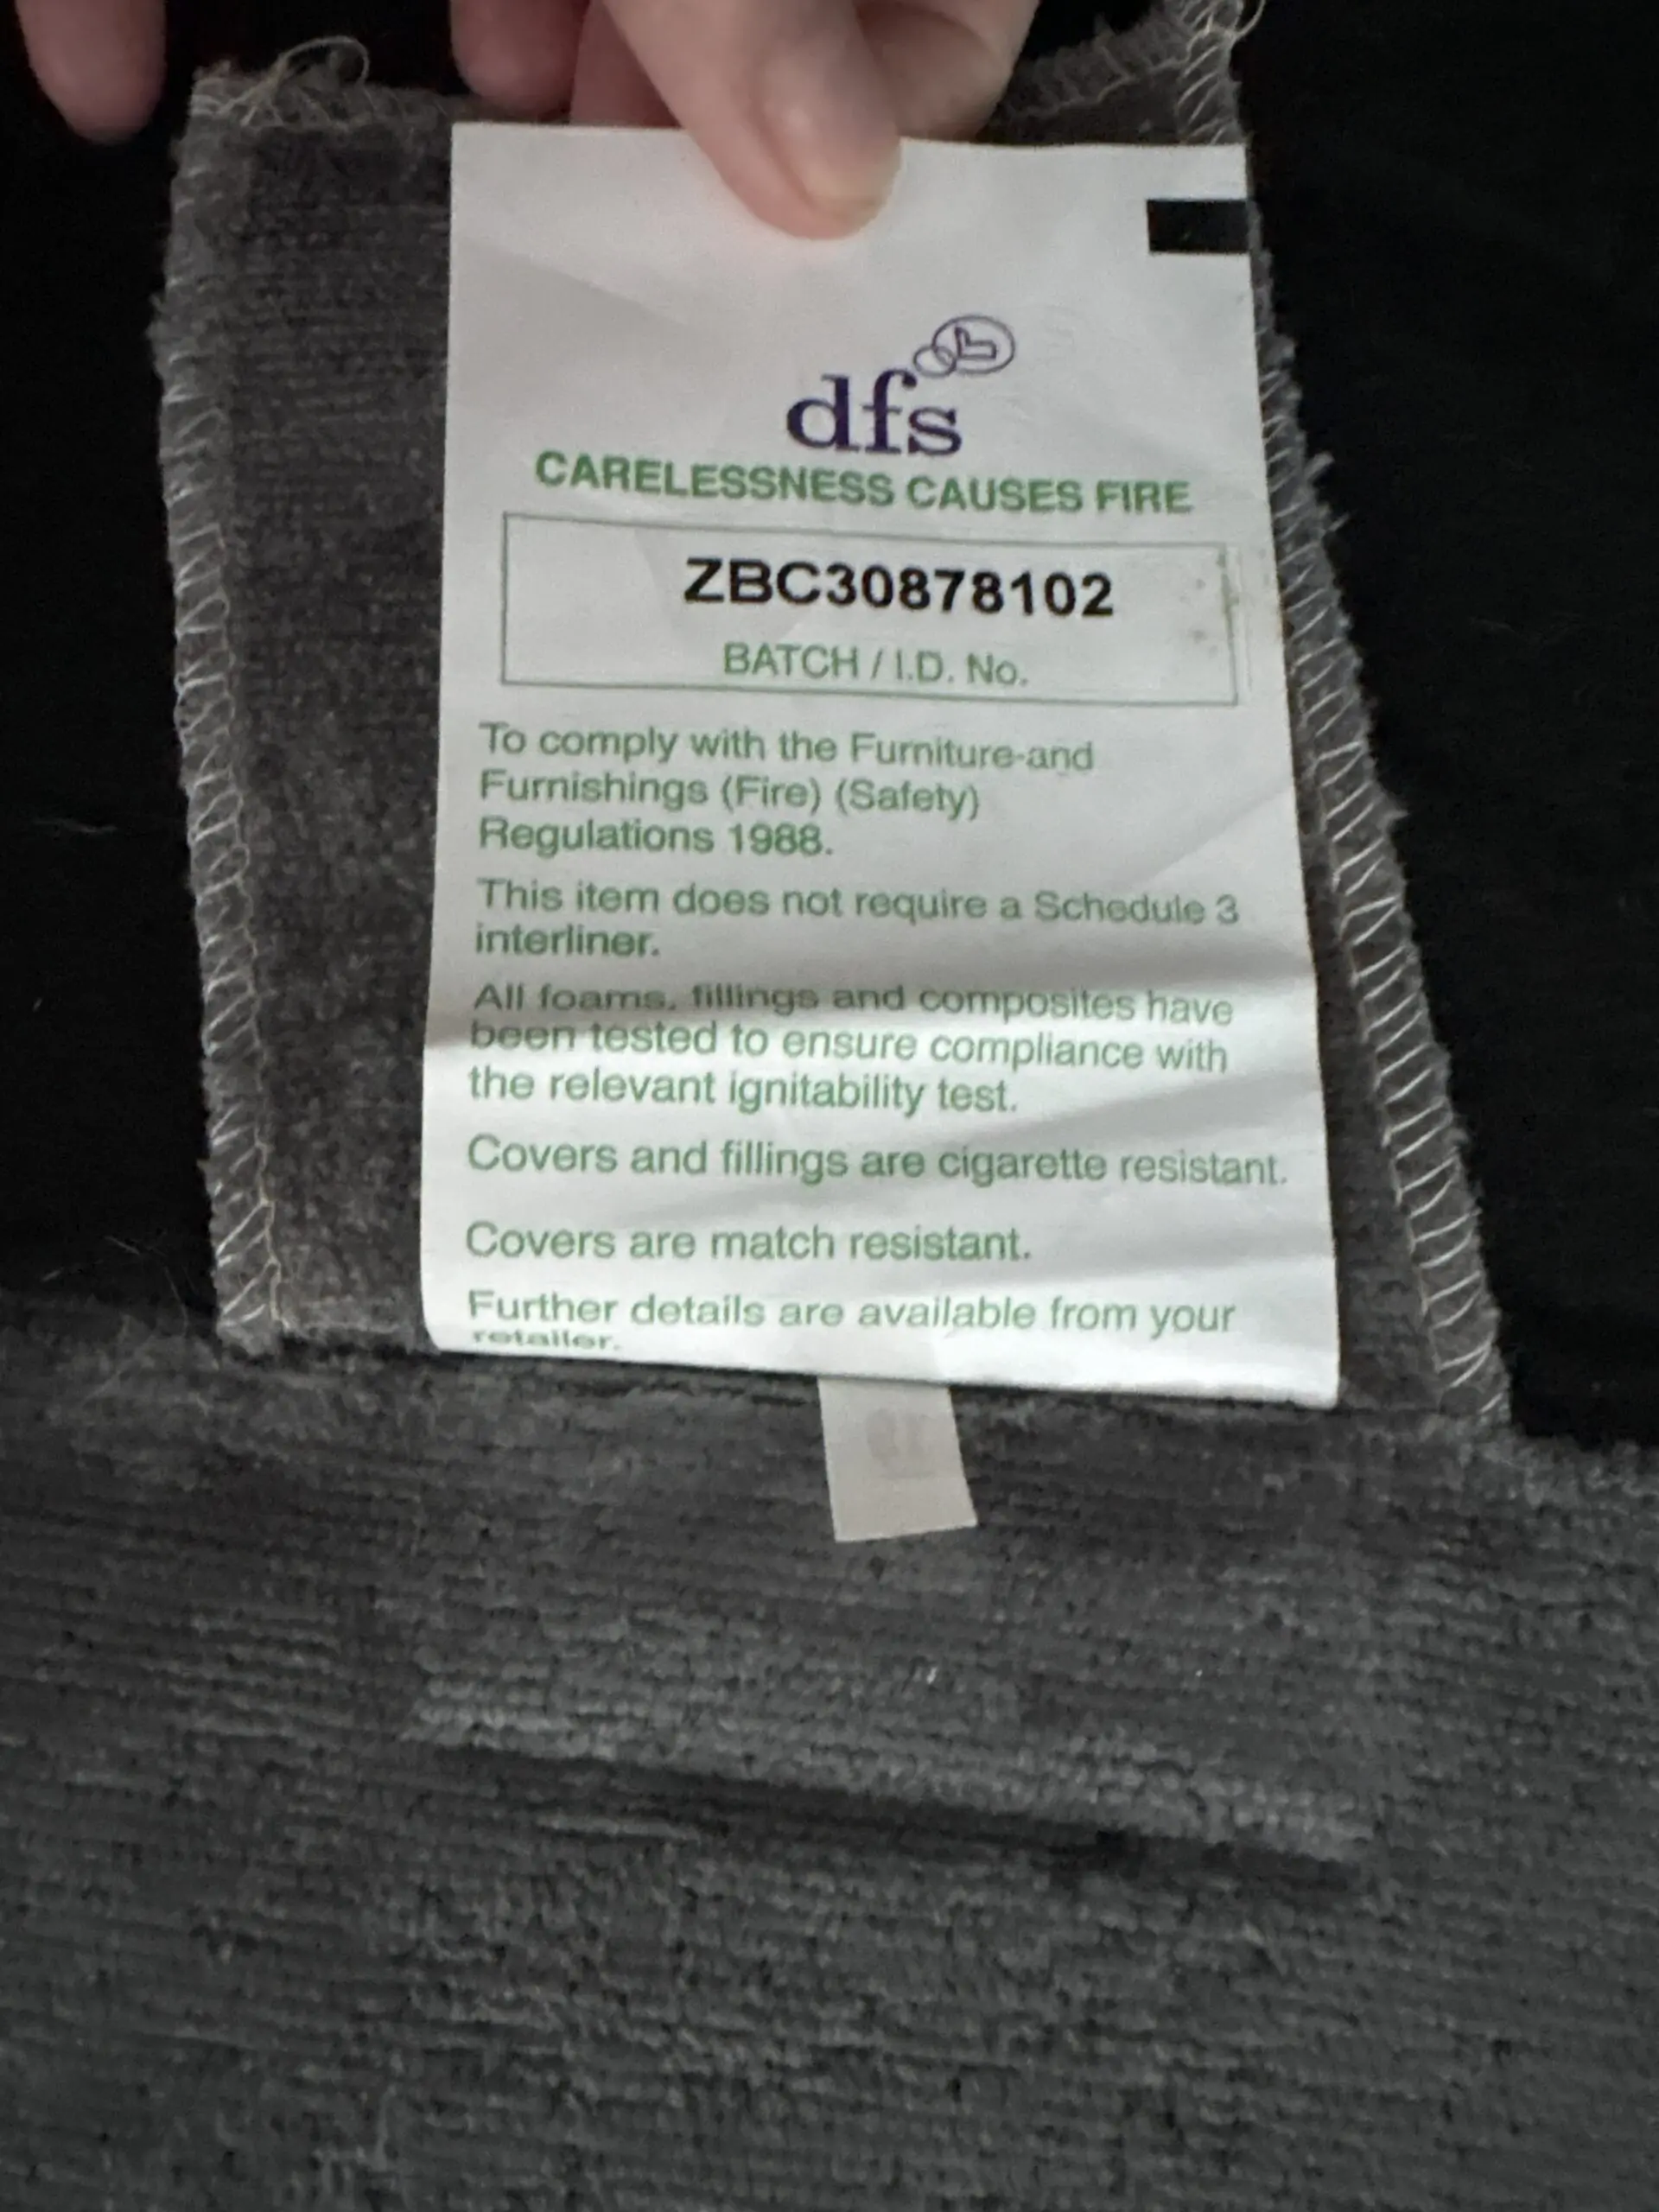 dfs
CARELESSNESS CAUSES FIRE
ZBC30878102
BATCH / I.D. No.
To comply with the Furniture-and
Furnishings (Fire) (Safety)
Regulations 1988.
This item does not require a Schedule 3
interliner.
All foams, fillings and composites have
been tested to ensure compliance with
the relevant ignitability test.
Covers and fillings are cigarette resistant.
Covers are match resistant.
Further details are available from your
retailer.